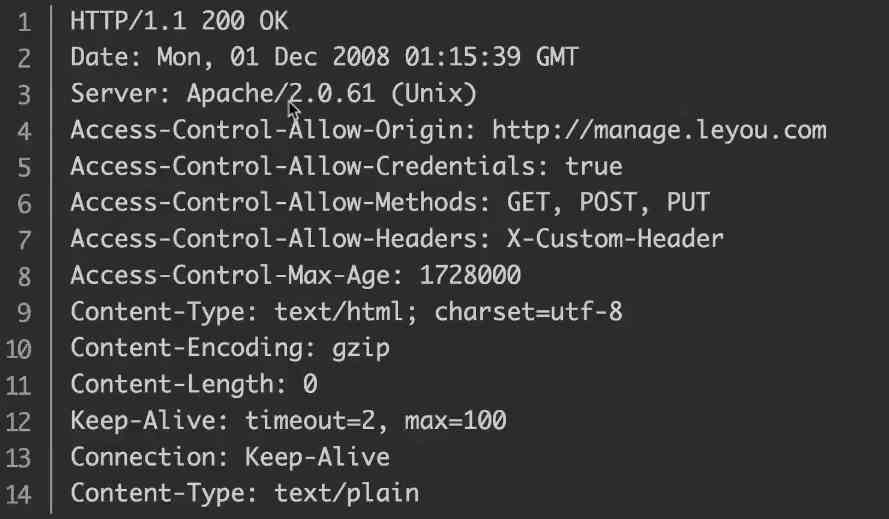 1 HTTP/1.1 200 OK
2 Date: Mon, 01 Dec 2008 01:15:39 GMT
3 Server: Apache/2.0.61 (Unix)
4 Access-Control-Allow-Origin: http://manage.leyou.com
5 Access-Control-Allow-Credentials: true
6 Access-Control-Allow-Methods: GET, POST, PUT
7 Access-Control-Allow-Headers: X-Custom-Header
8 Access-Control-Max-Age: 1728000
9 Content-Type: text/html; charset=utf-8
10 Content-Encoding: gzip
11 Content-Length: 0
12 Keep-Alive: timeout=2, max=100
13 Connection: Keep-Alive
14 Content-Type: text/plain